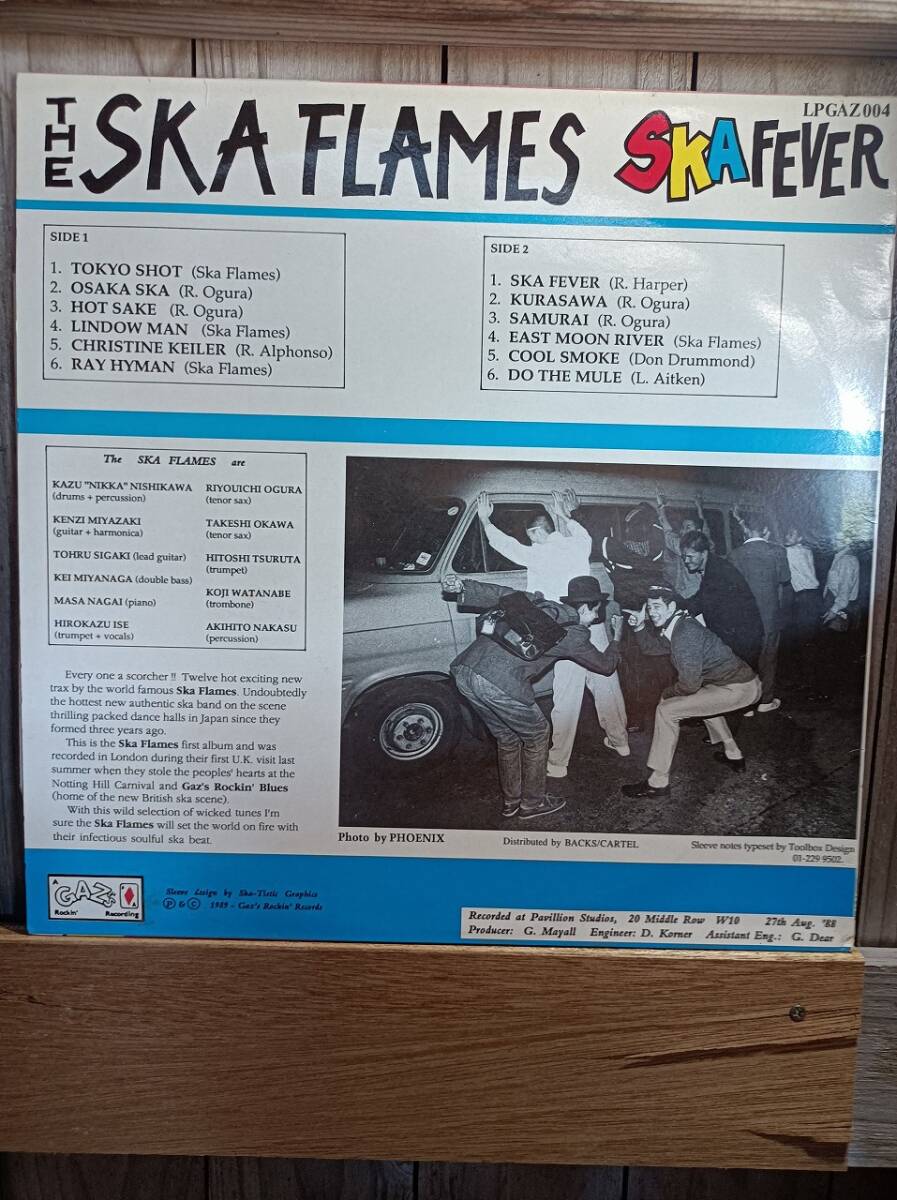 THE SKA FLAMES SKA FEVER
LPGAZ004
SIDE 1
1. TOKYO SHOT (Ska Flames)
2. OSAKA SKA (R. Ogura)
3. HOT SAKE (R. Ogura)
4. LINDOW MAN (Ska Flames)
5. CHRISTINE KEILER (R. Alphonso)
6. RAY HYMAN (Ska Flames)
SIDE 2
1. SKA FEVER (R. Harper)
2. KURASAWA (R. Ogura)
3. SAMURAI (R. Ogura)
4. EAST MOON RIVER (Ska Flames)
5. COOL SMOKE (Don Drummond)
6. DO THE MULE (L. Aitken)
The SKA FLAMES are
KAZU "NIKKA" NISHIKAWA
(drums + percussion)
KENZI MIYAZAKI
(guitar + harmonica)
TOHRU SIGAKI (lead guitar)
KEI MIYANAGA (double bass)
MASA NAGAI (piano)
HIROKAZU ISE
(trumpet + vocals)
RIYOUICHI OGURA
(tenor sax)
TAKESHI OKAWA
(tenor sax)
HITOSHI TSURUTA
(trumpet)
KOJI WATANABE
(trombone)
AKIHITO NAKASU
(percussion)
Every one a scorcher !! Twelve hot exciting new
trax by the world famous Ska Flames. Undoubtedly
the hottest new authentic ska band on the scene
thrilling packed dance halls in Japan since they
formed three years ago.
This is the Ska Flames first album and was
recorded in London during their first U.K. visit last
summer when they stole the peoples' hearts at the
Notting Hill Carnival and Gaz's Rockin' Blues
(home of the new British ska scene).
With this wild selection of wicked tunes I'm
sure the Ska Flames will set the world on fire with
their infectious soulful ska beat.
Photo by PHOENIX
Distributed by BACKS/CARTEL
Sleeve notes typeset by Toolbox Design
01-229 9502.
A GAZ's A
Rockin' Recording
Sleeve Design by Ska-Tistic Graphics
Ⓟ & © 1989 - Gaz's Rockin' Records
Recorded at Pavillion Studios, 20 Middle Row W10 27th Aug. '88
Producer: G. Mayall Engineer: D. Korner Assistant Eng.: G. Dear